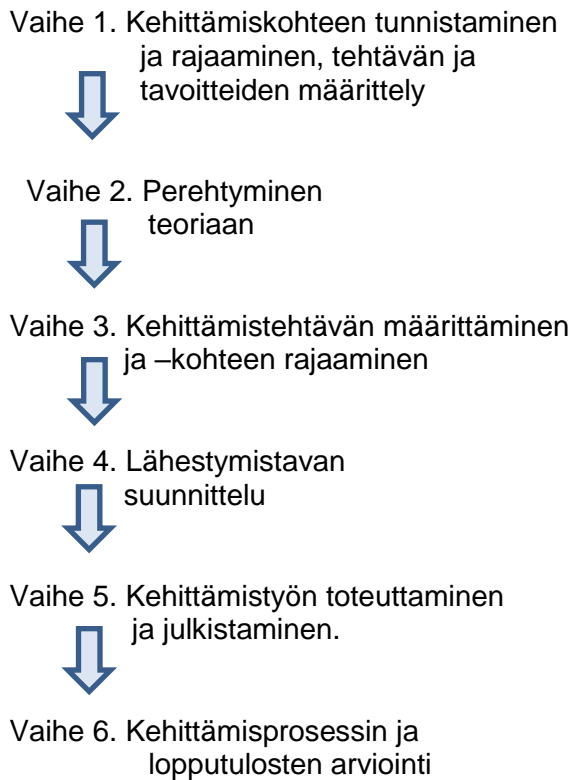 Vaihe 1. Kehittämiskohteen tunnistaminen
ja rajaaminen, tehtävän ja
tavoitteiden määrittely
Vaihe 2. Perehtyminen
teoriaan
Vaihe 3. Kehittämistehtävän määrittäminen
ja –kohteen rajaaminen
Vaihe 4. Lähestymistavan
suunnittelu
Vaihe 5. Kehittämistyön toteuttaminen
ja julkistaminen.
Vaihe 6. Kehittämisprosessin ja
lopputulosten arviointi